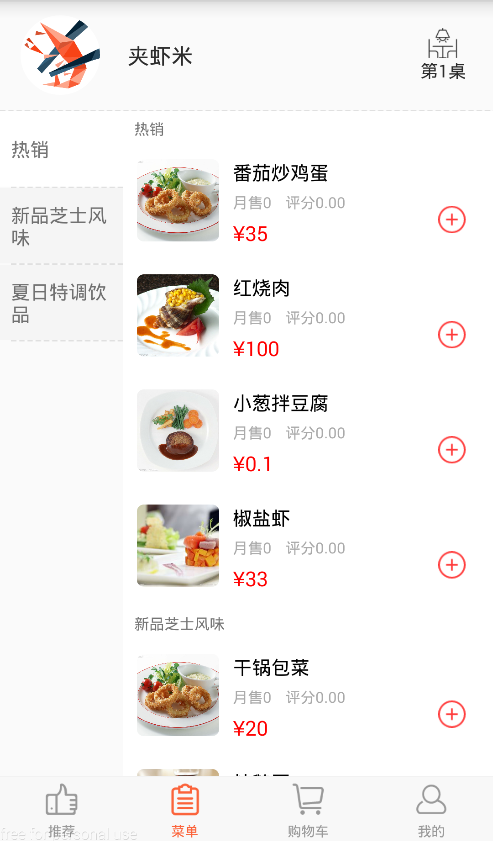 夹虾米
第1桌
热销
新品芝士风
味
夏日特调饮
品
热销
番茄炒鸡蛋
月售0 评分0.00
¥35
红烧肉
月售0 评分0.00
¥100
小葱拌豆腐
月售0 评分0.00
¥0.1
椒盐虾
月售0 评分0.00
¥33
新品芝士风味
干锅包菜
月售0 评分0.00
¥20
推荐
菜单
购物车
我的
free for personal use